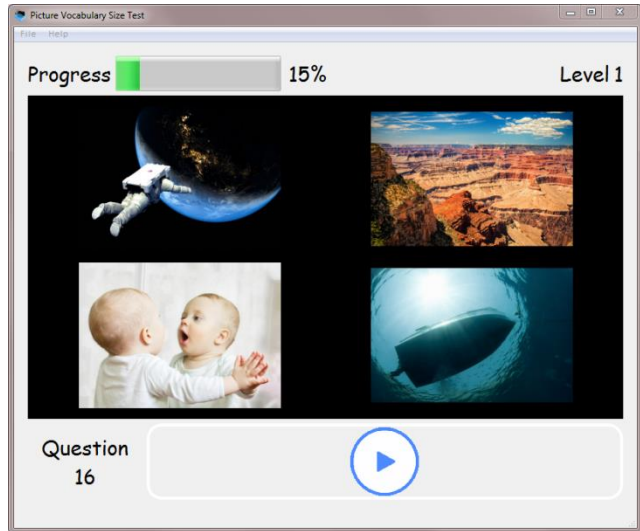 Picture Vocabulary Size Test
File Help
Progress 15% Level 1
Question
16